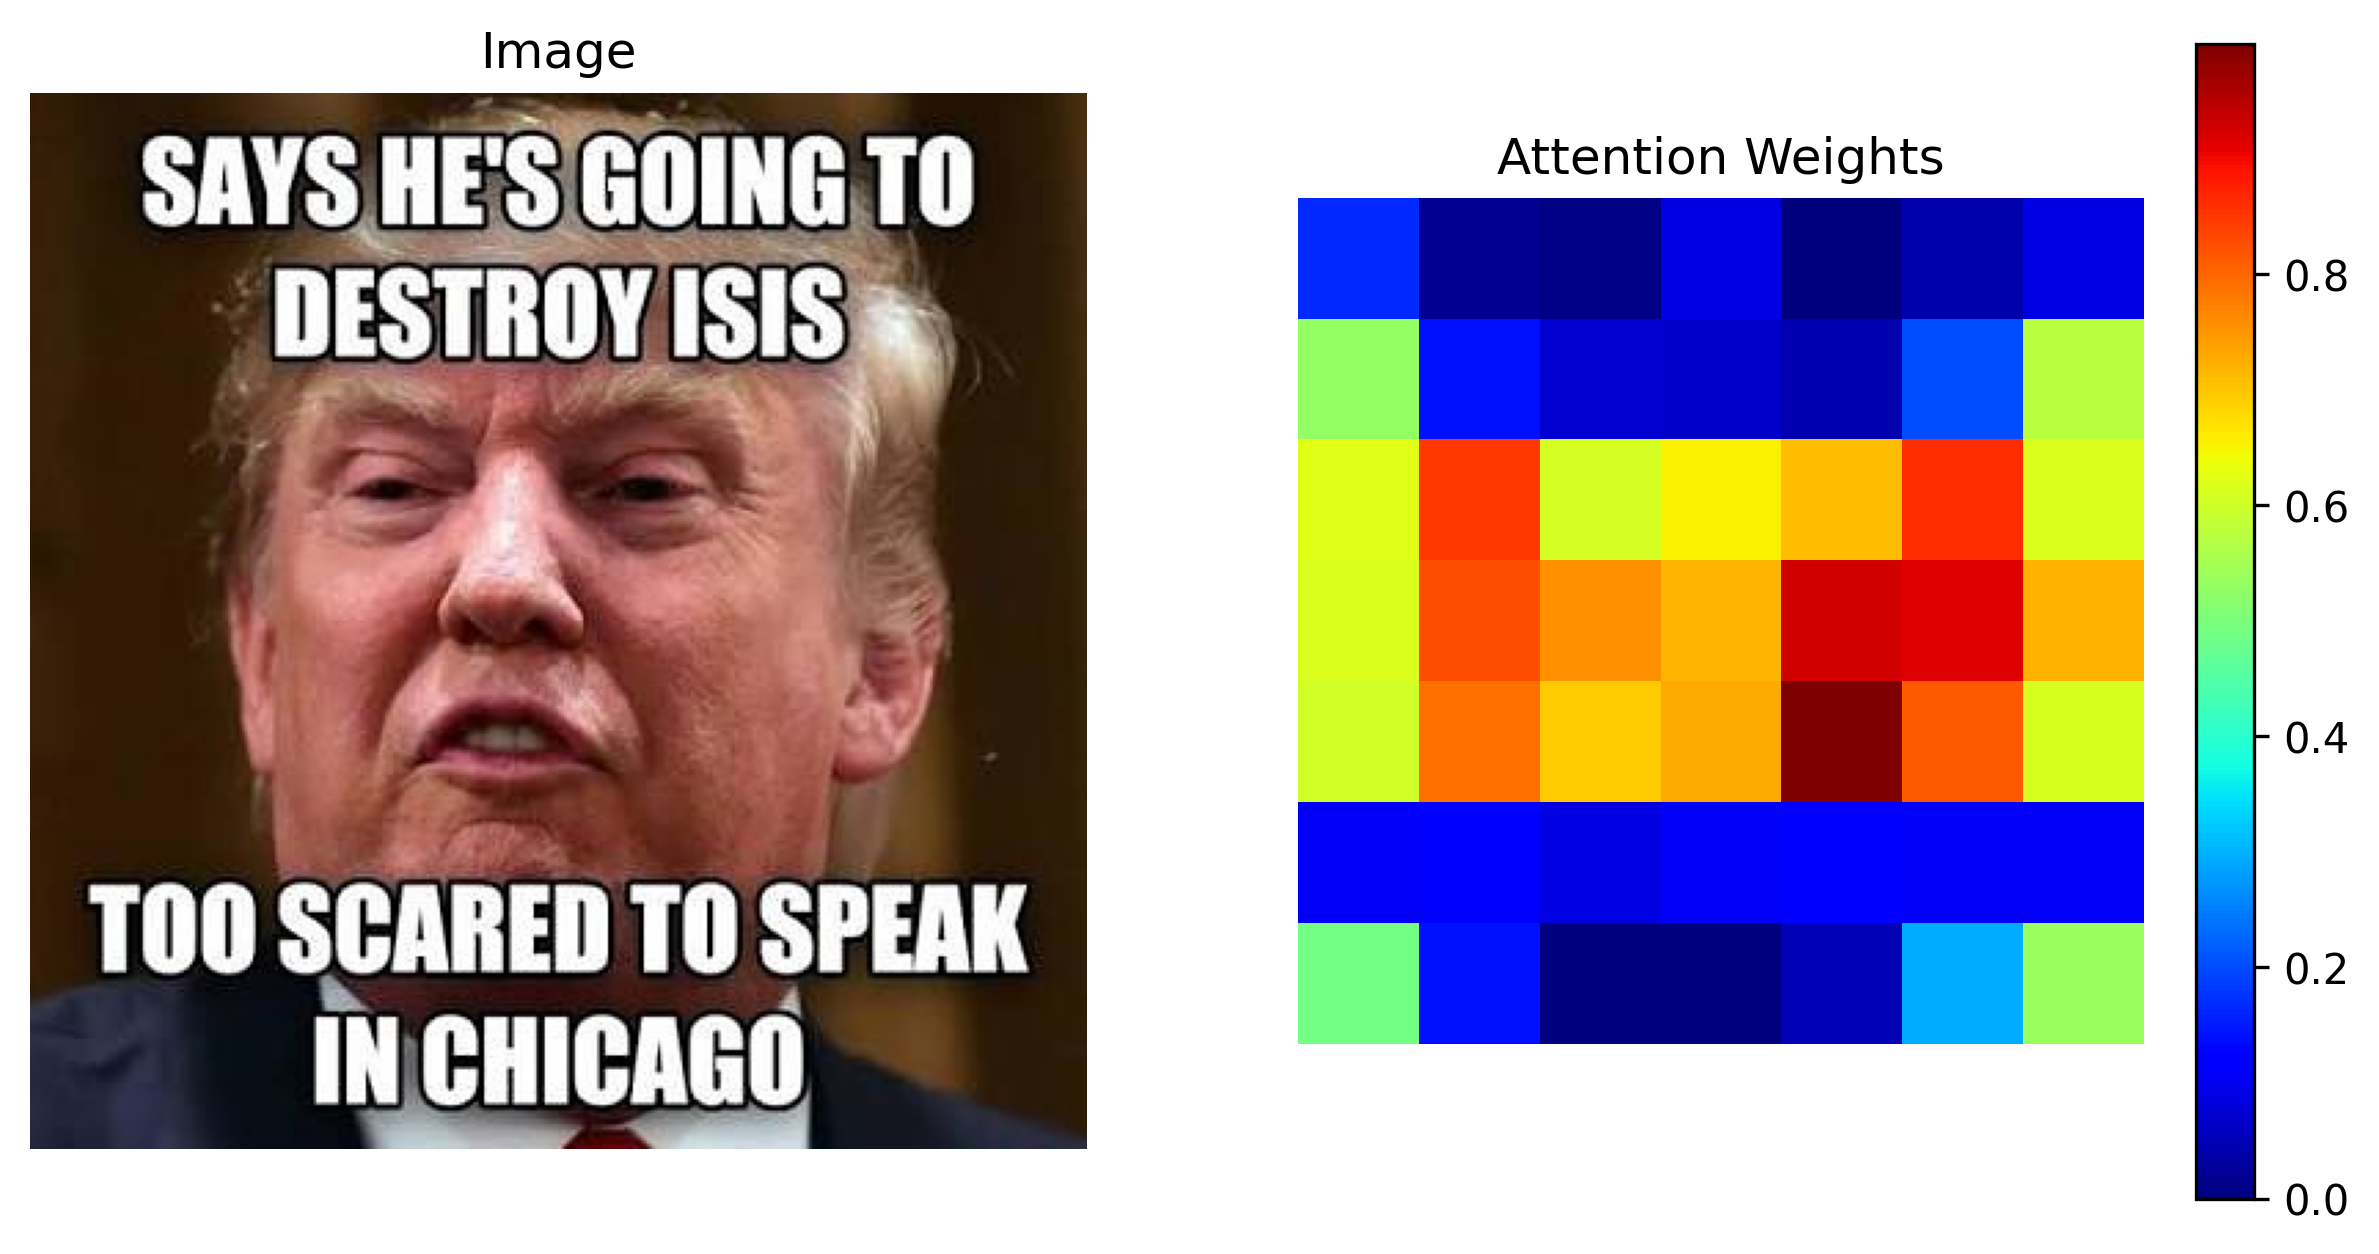 Image
SAYS HE'S GOING TO
DESTROY ISIS
TOO SCARED TO SPEAK
IN CHICAGO
Attention Weights
0.8
0.6
0.4
0.2
0.0